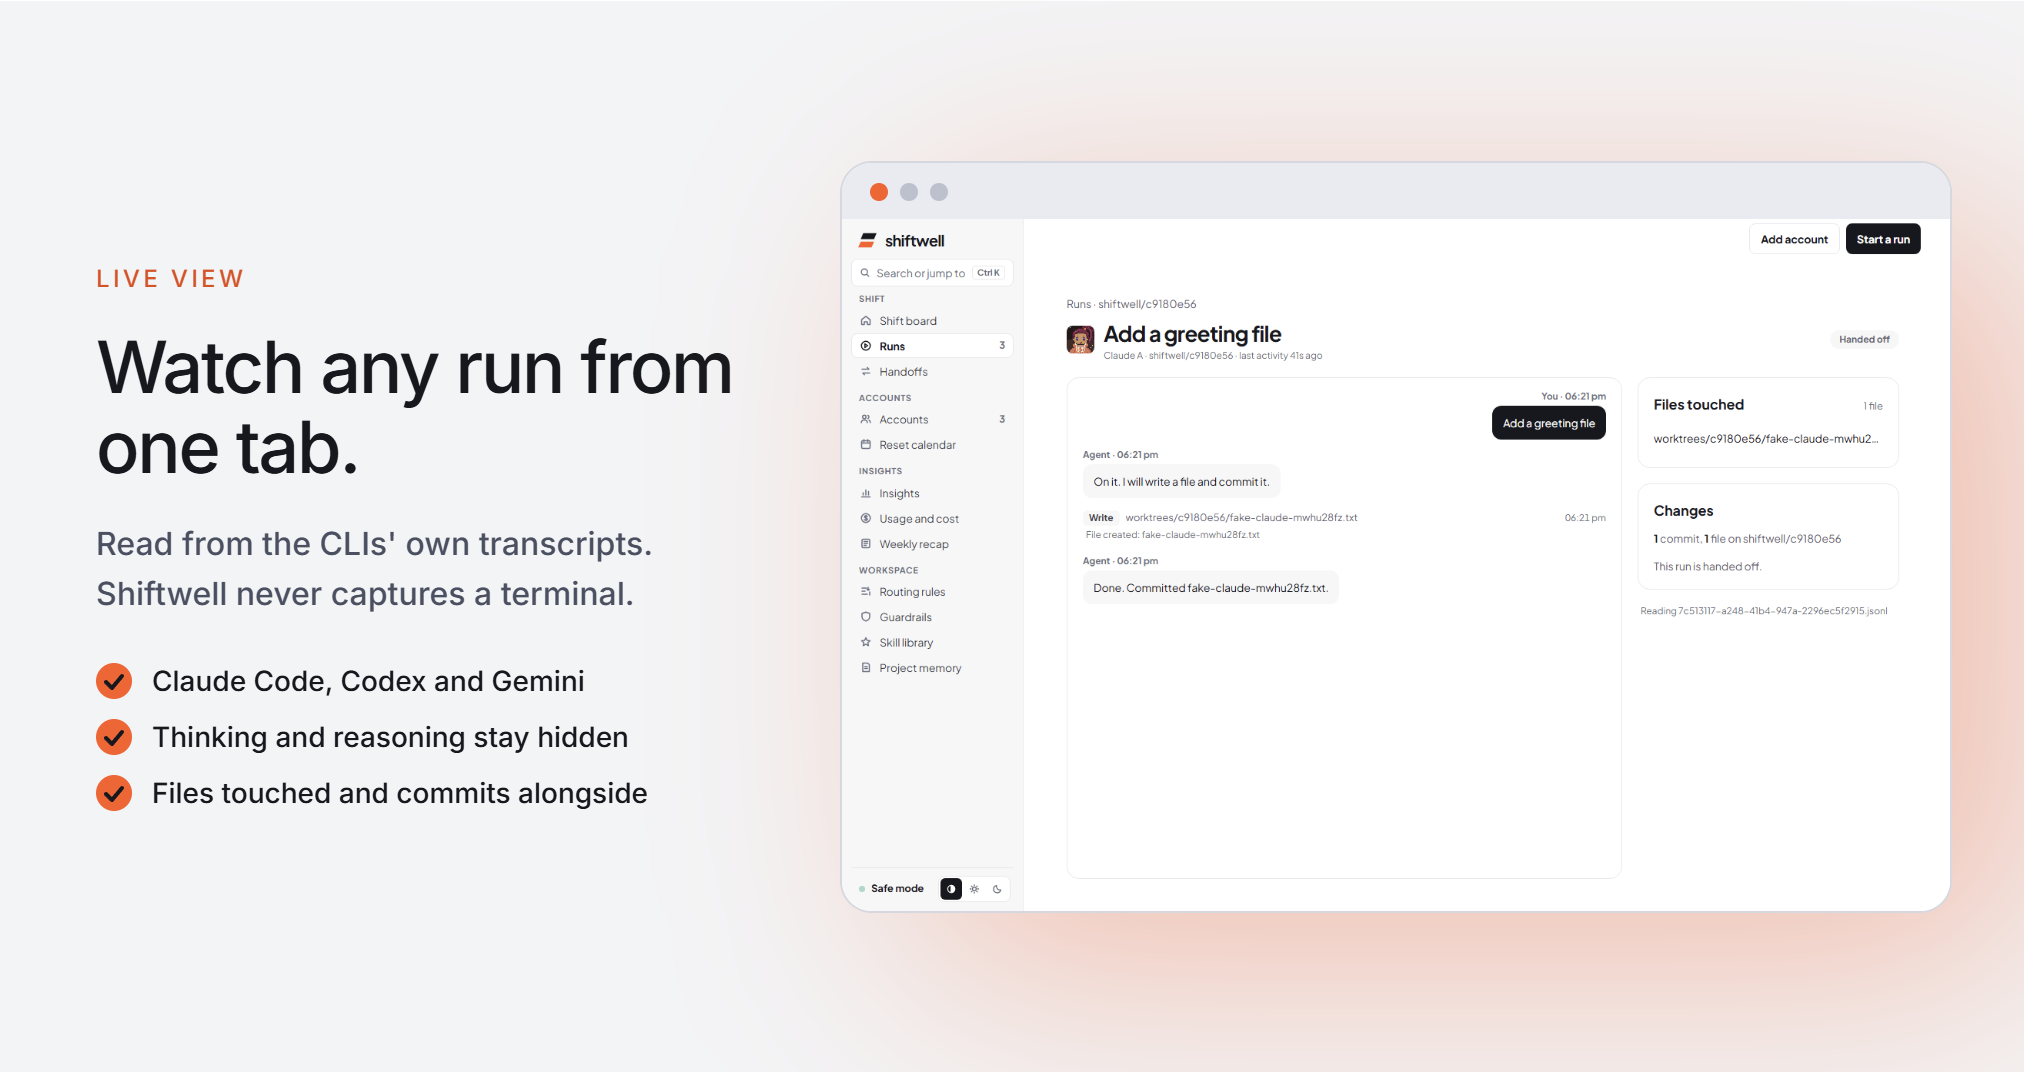 LIVE VIEW
Watch any run from
one tab.
Read from the CLIs' own transcripts.
Shiftwell never captures a terminal.
Claude Code, Codex and Gemini
Thinking and reasoning stay hidden
Files touched and commits alongside
shiftwell
Search or jump to Ctrl K
SHIFT
Shift board
Runs 3
Handoffs
ACCOUNTS
Accounts 3
Reset calendar
INSIGHTS
Insights
Usage and cost
Weekly recap
WORKSPACE
Routing rules
Guardrails
Skill library
Project memory
Safe mode
Add account
Start a run
Runs · shiftwell/c9180e56
Add a greeting file
Claude A · shiftwell/c9180e56 · last activity 41s ago
Handed off
You · 06:21 pm
Add a greeting file
Agent · 06:21 pm
On it. I will write a file and commit it.
Write worktrees/c9180e56/fake-claude-mwhu28fz.txt 06:21 pm
File created: fake-claude-mwhu28fz.txt
Agent · 06:21 pm
Done. Committed fake-claude-mwhu28fz.txt.
Files touched 1 file
worktrees/c9180e56/fake-claude-mwhu2...
Changes
1 commit, 1 file on shiftwell/c9180e56
This run is handed off.
Reading 7c513117-a248-41b4-947a-2296ec5f2915.jsonl